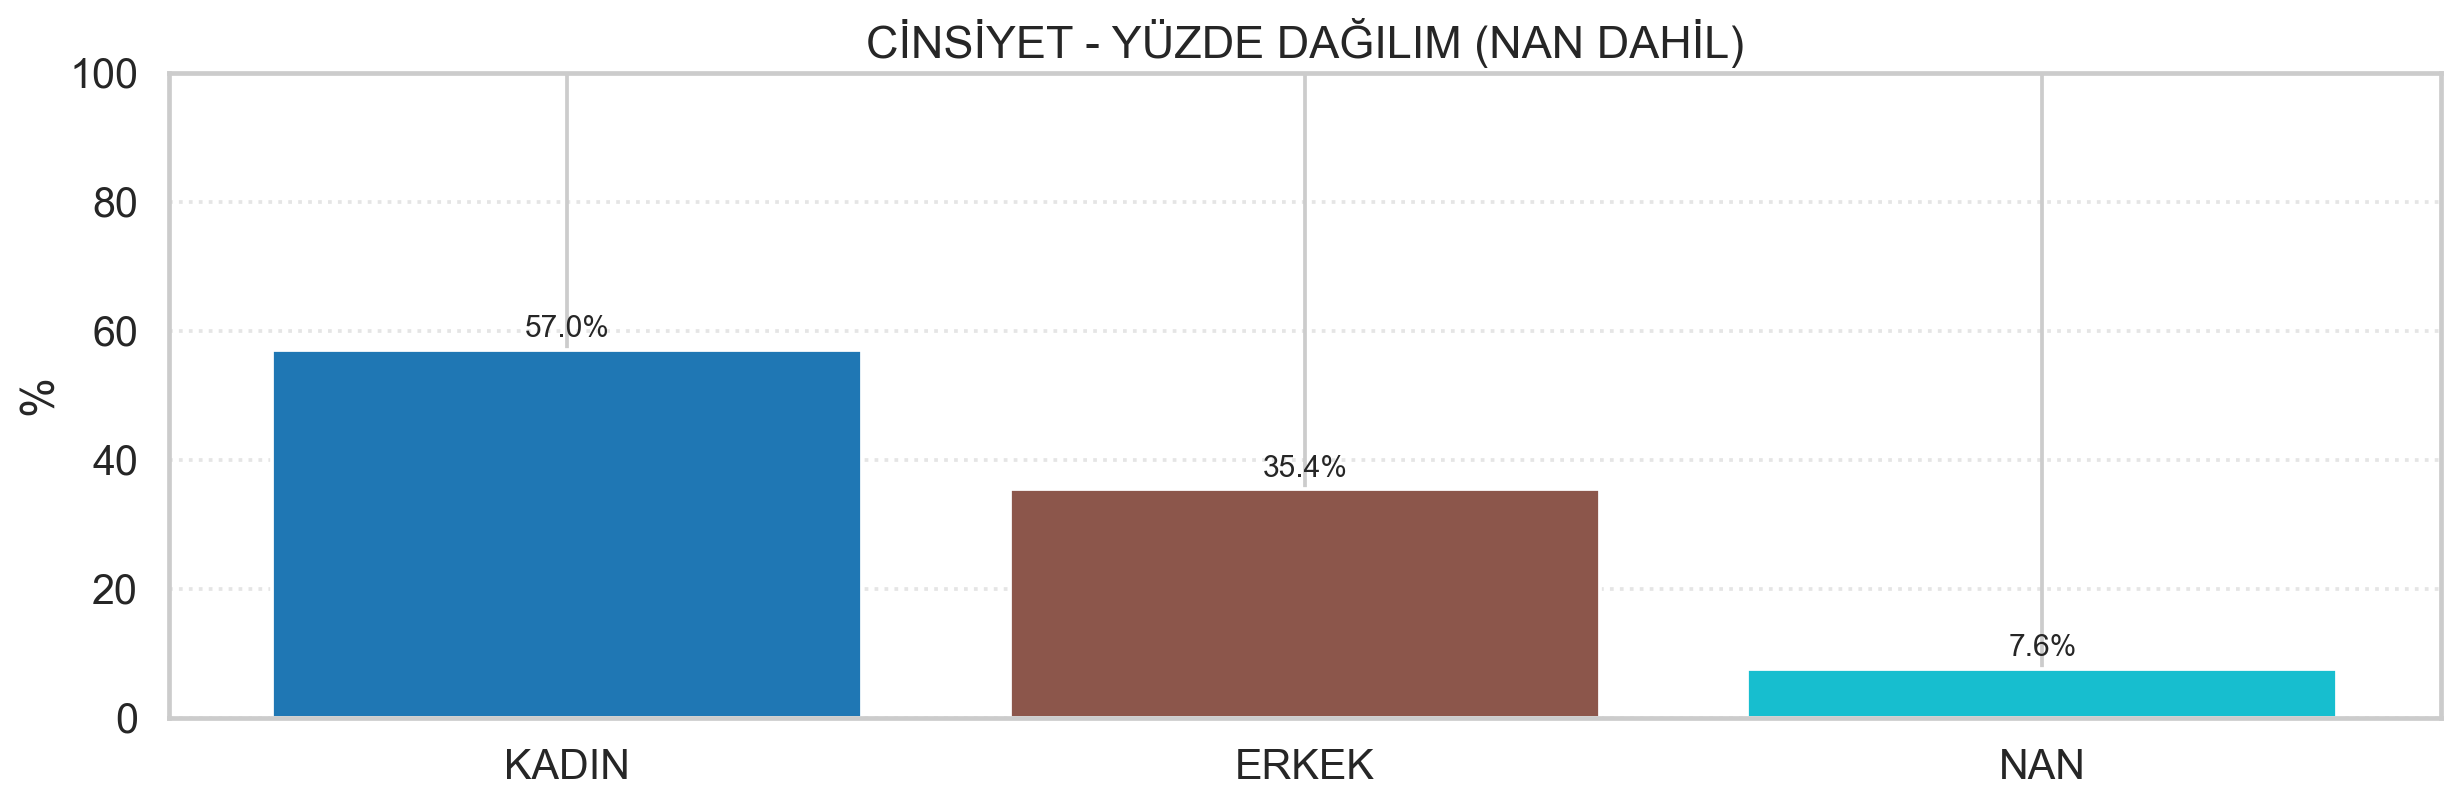 CİNSİYET - YÜZDE DAĞILIM (NAN DAHİL)
100
80
60
40
20
0
%
57.0%
35.4%
7.6%
KADIN
ERKEK
NAN